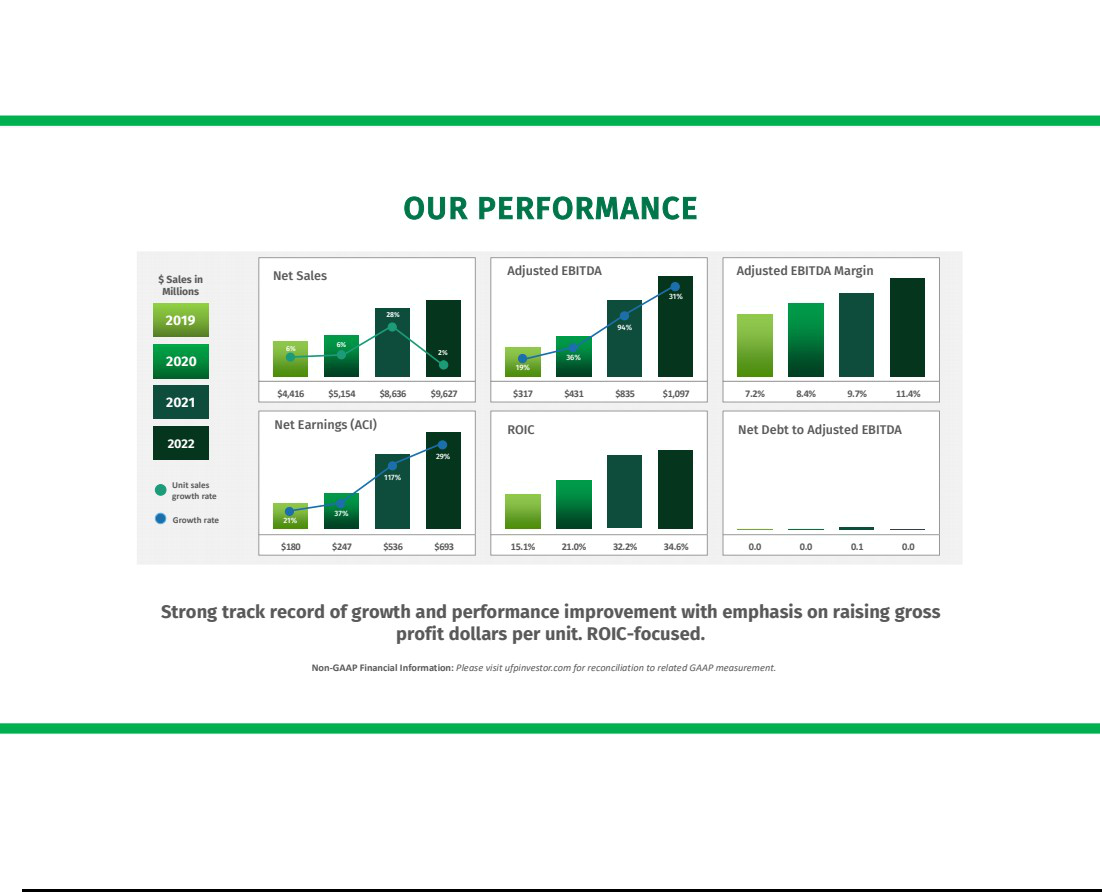 OUR PERFORMANCE
$ Sales in
Millions
2019
2020
2021
2022
Unit sales
growth rate
Growth rate
Net Sales
6%
6%
28%
2%
$4,416 $5,154 $8,636 $9,627
Adjusted EBITDA
19%
36%
94%
31%
$317 $431 $835 $1,097
Adjusted EBITDA Margin
7.2% 8.4% 9.7% 11.4%
Net Earnings (ACI)
21%
37%
117%
29%
$180 $247 $536 $693
ROIC
15.1% 21.0% 32.2% 34.6%
Net Debt to Adjusted EBITDA
0.0 0.0 0.1 0.0
Strong track record of growth and performance improvement with emphasis on raising gross
profit dollars per unit. ROIC-focused.
Non-GAAP Financial Information: Please visit ufpinvestor.com for reconciliation to related GAAP measurement.